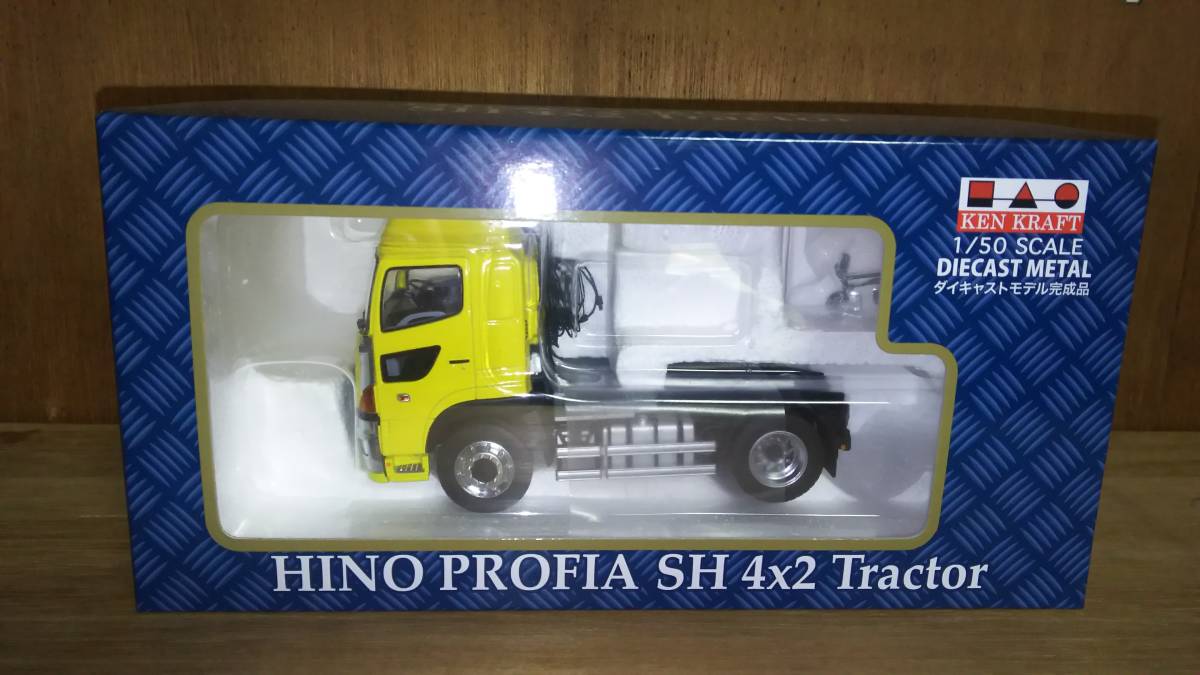 KEN KRAFT
1/50 SCALE
DIECAST METAL
ダイキャストモデル完成品
HINO PROFIA SH 4x2 Tractor